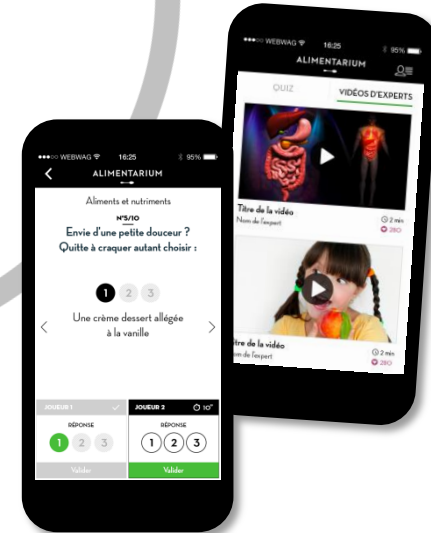 WEBWAG 16:25 95%
ALIMENTARIUM
QUIZ VIDÉOS D'EXPERTS
Titre de la vidéo
Nom de l'expert
2 min
280
tre de la vidéo
om de l'expert
2 min
280
WEBWAG 16:25 95%
ALIMENTARIUM
Aliments et nutriments
N°5/10
Envie d'une petite douceur ?
Quitte à craquer autant choisir :
1 2 3
Une crème dessert allégée
à la vanille
JOUEUR 1
RÉPONSE
1 2 3
Valider
JOUEUR 2 10"
RÉPONSE
1 2 3
Valider